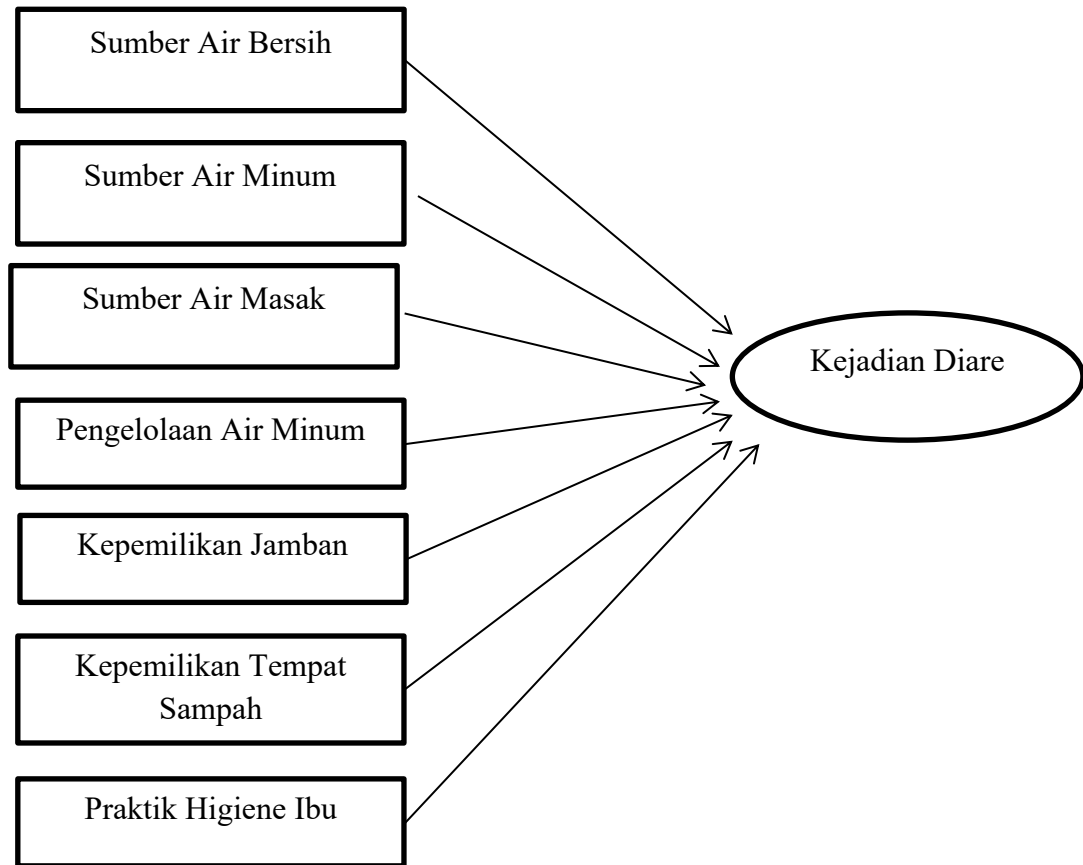 Sumber Air Bersih
Sumber Air Minum
Sumber Air Masak
Kejadian Diare
Pengelolaan Air Minum
Kepemilikan Jamban
Kepemilikan Tempat
Sampah
Praktik Higiene Ibu